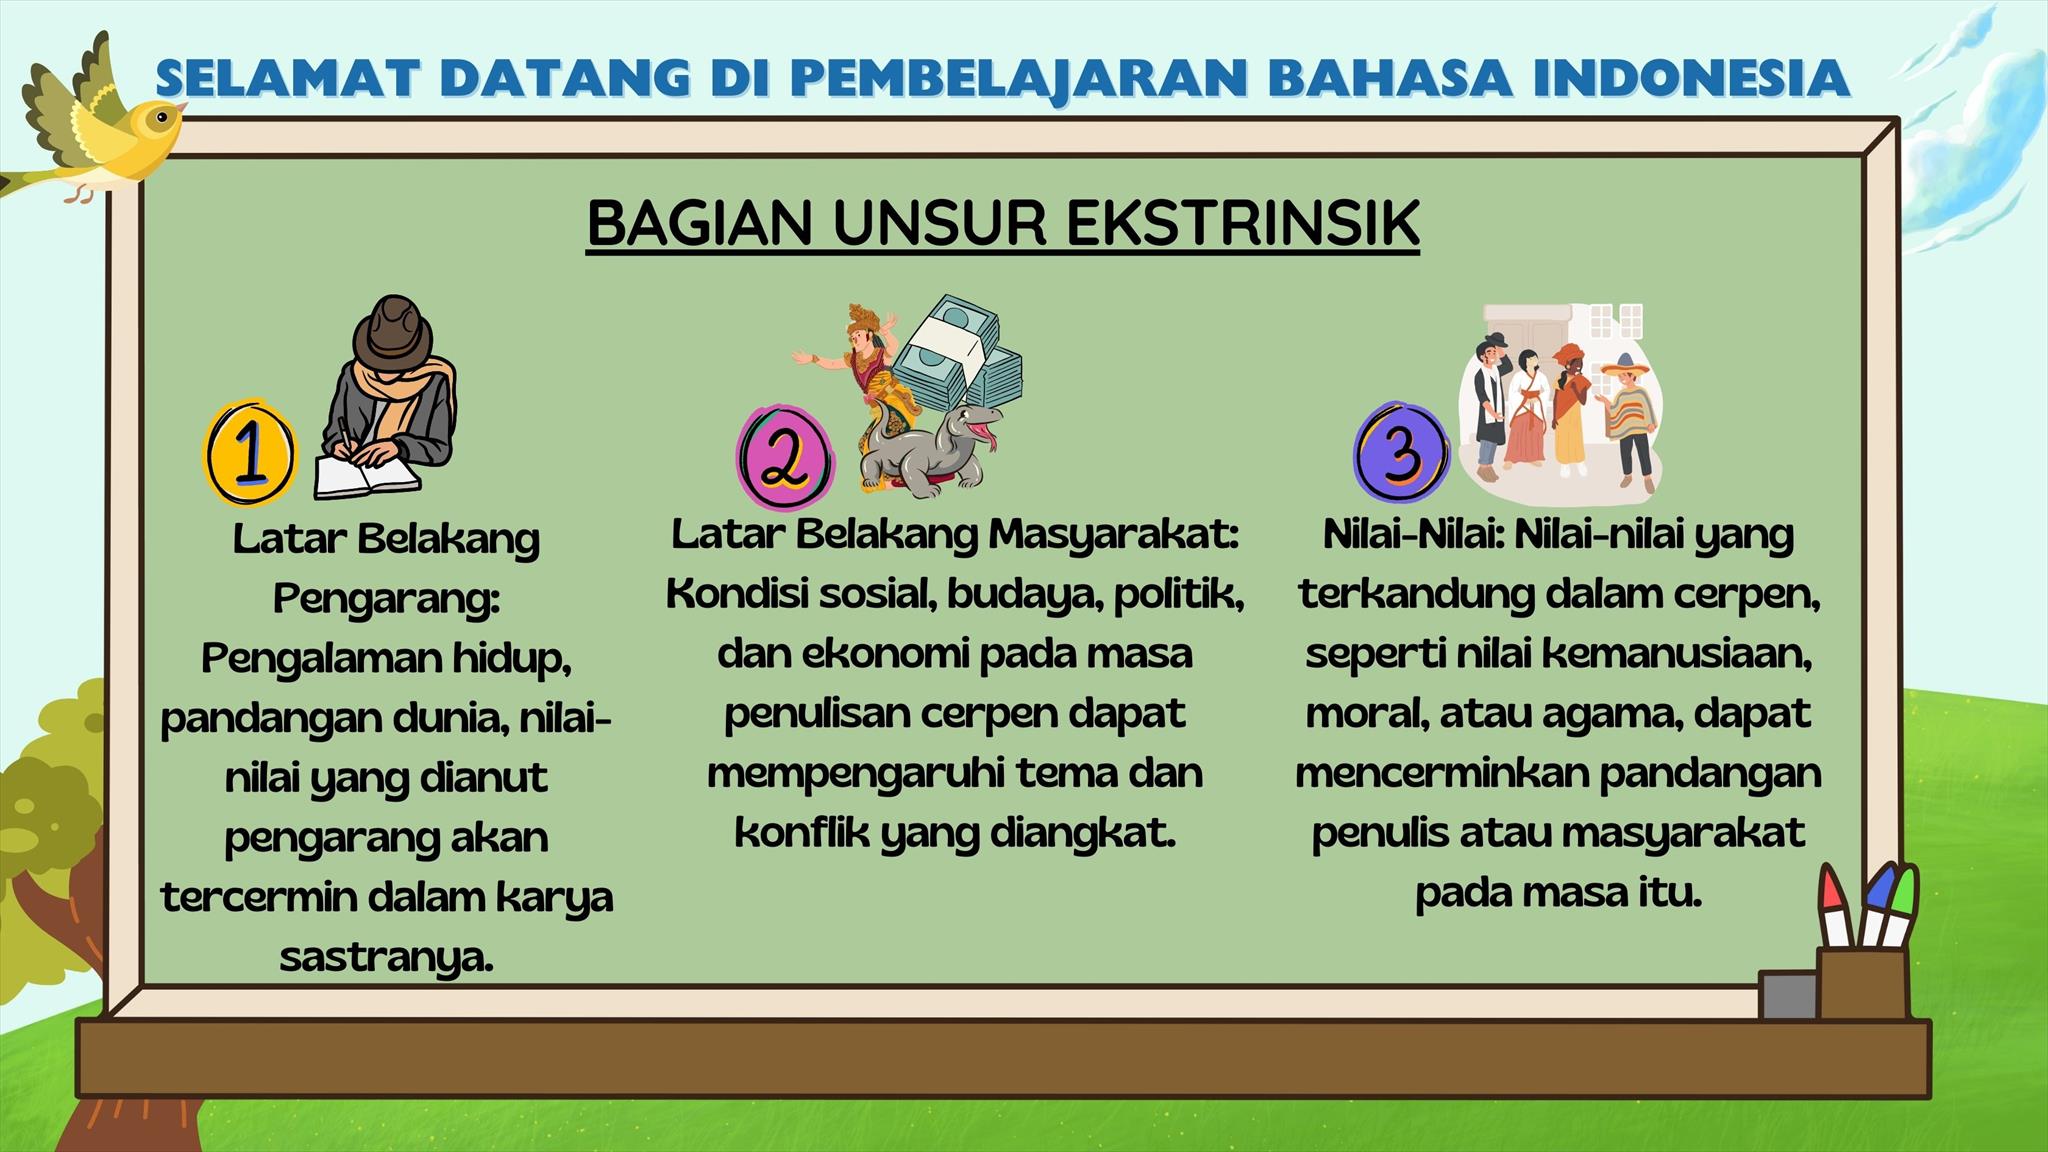 SELAMAT DATANG DI PEMBELAJARAN BAHASA INDONESIA
BAGIAN UNSUR EKSTRINSIK
1
Latar Belakang
Pengarang:
Pengalaman hidup,
pandangan dunia, nilai-
nilai yang dianut
pengarang akan
tercermin dalam karya
sastranya.
2
Latar Belakang Masyarakat:
Kondisi sosial, budaya, politik,
dan ekonomi pada masa
penulisan cerpen dapat
mempengaruhi tema dan
konflik yang diangkat.
3
Nilai-Nilai: Nilai-nilai yang
terkandung dalam cerpen,
seperti nilai kemanusiaan,
moral, atau agama, dapat
mencerminkan pandangan
penulis atau masyarakat
pada masa itu.